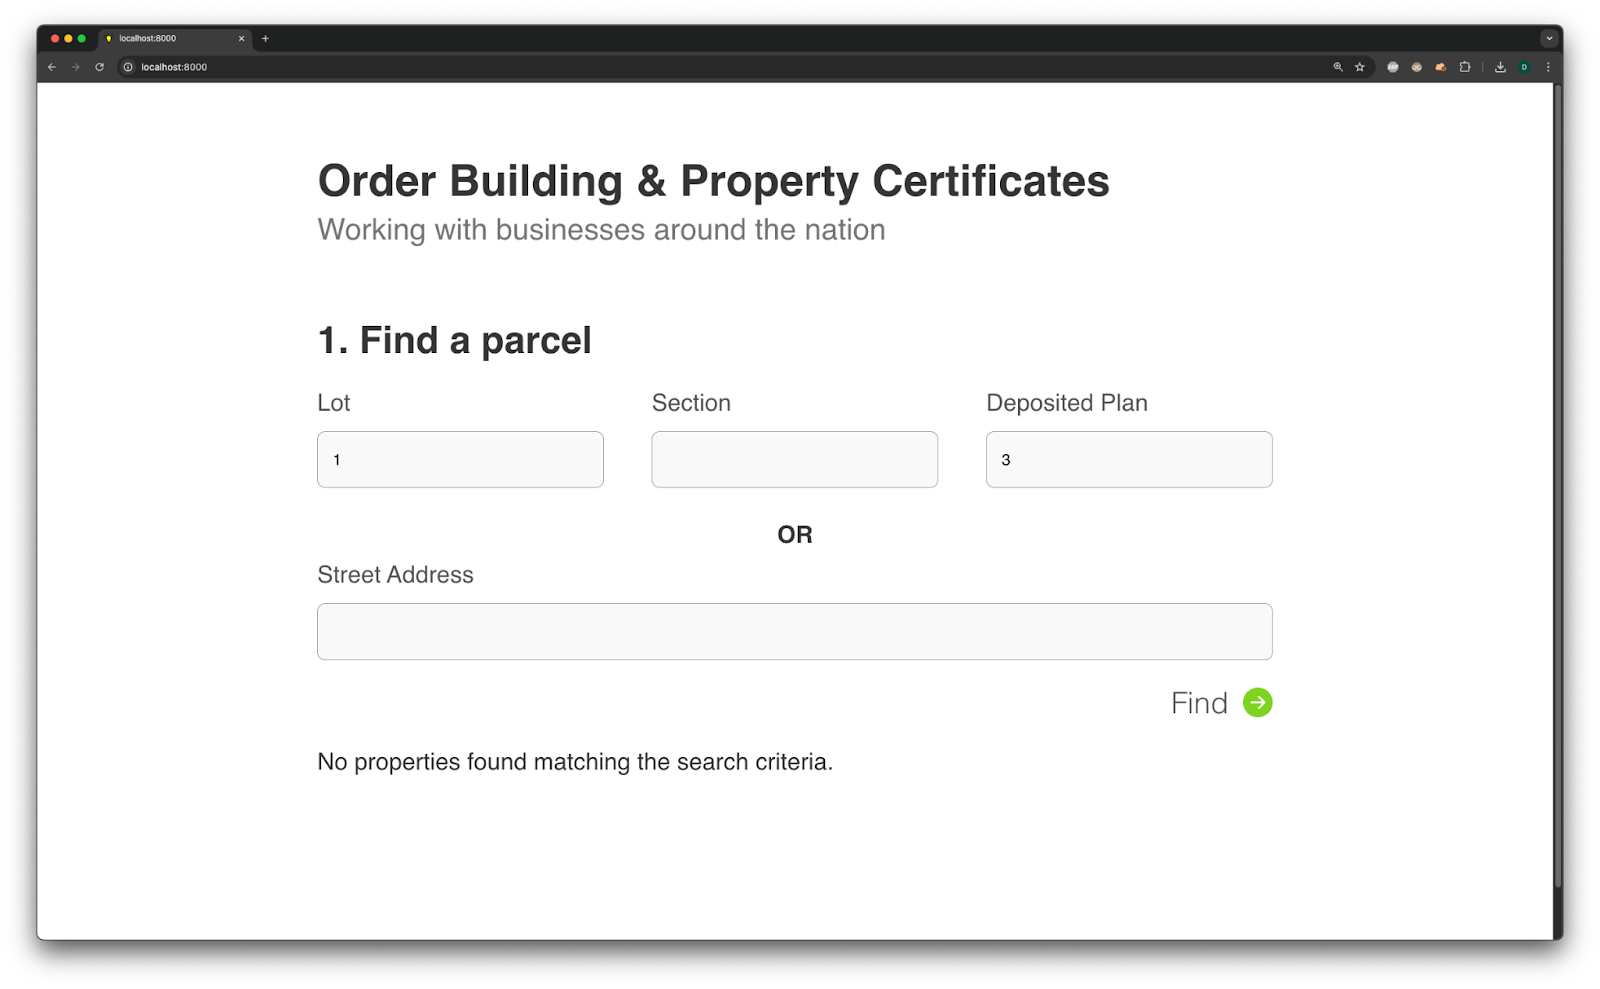 localhost:8000
localhost:8000
D
Order Building & Property Certificates
Working with businesses around the nation
1. Find a parcel
Lot Section Deposited Plan
1 3
OR
Street Address
Find
No properties found matching the search criteria.